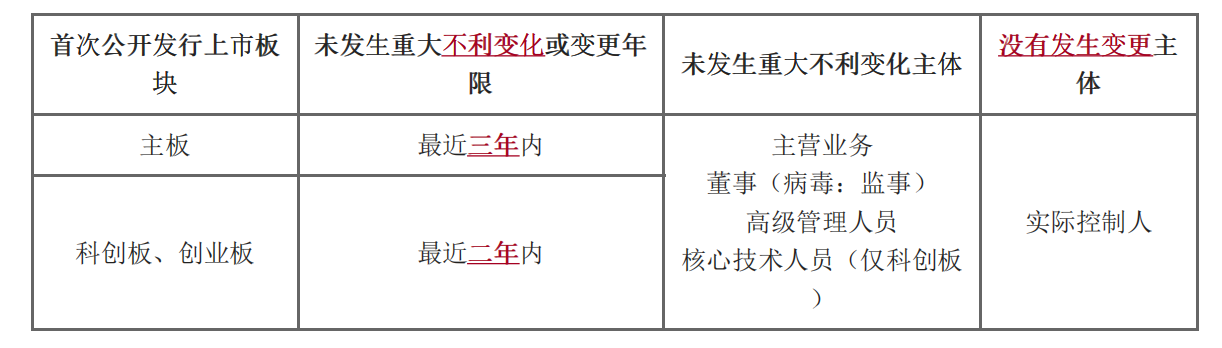 首次公开发行上市板
块
未发生重大不利变化或变更年
限
未发生重大不利变化主体
没有发生变更主
体
主板
最近三年内
主营业务
董事（病毒：监事）
高级管理人员
核心技术人员（仅科创板
）
实际控制人
科创板、创业板
最近二年内